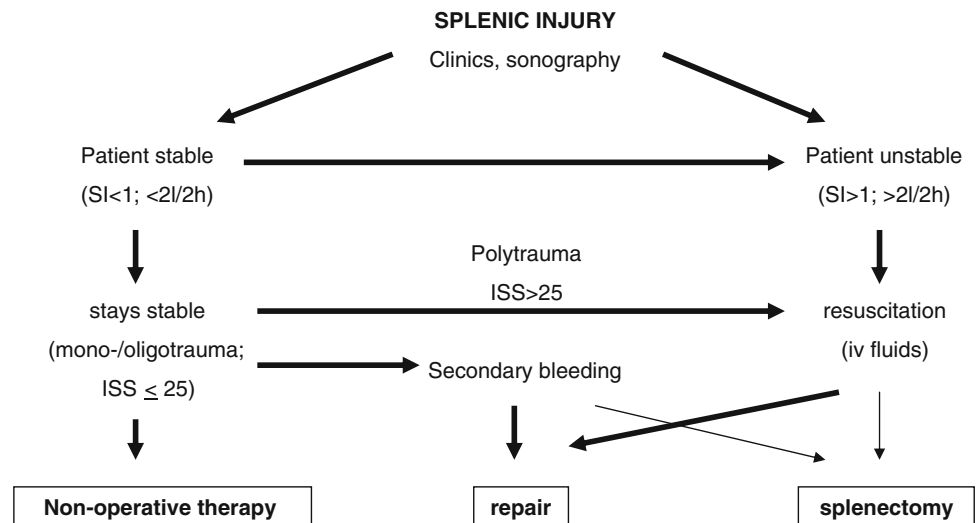 SPLENIC INJURY
Clinics, sonography
Patient stable
(SI<1; <2l/2h)
Patient unstable
(SI>1; >2l/2h)
Polytrauma
ISS>25
stays stable
(mono-/oligotrauma;
ISS ≤ 25)
resuscitation
(iv fluids)
Secondary bleeding
Non-operative therapy
repair
splenectomy